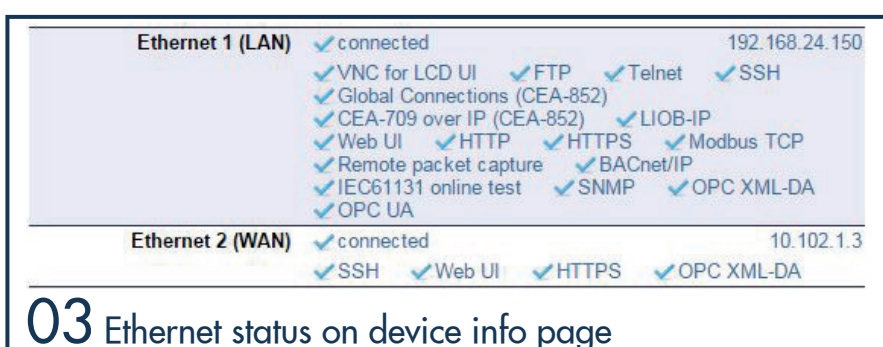 Ethernet 1 (LAN) connected 192.168.24.150
VNC for LCD UI FTP Telnet SSH
Global Connections (CEA-852)
CEA-709 over IP (CEA-852) LIOB-IP
Web UI HTTP HTTPS Modbus TCP
Remote packet capture BACnet/IP
IEC61131 online test SNMP OPC XML-DA
OPC UA
Ethernet 2 (WAN) connected 10.102.1.3
SSH Web UI HTTPS OPC XML-DA
03 Ethernet status on device info page